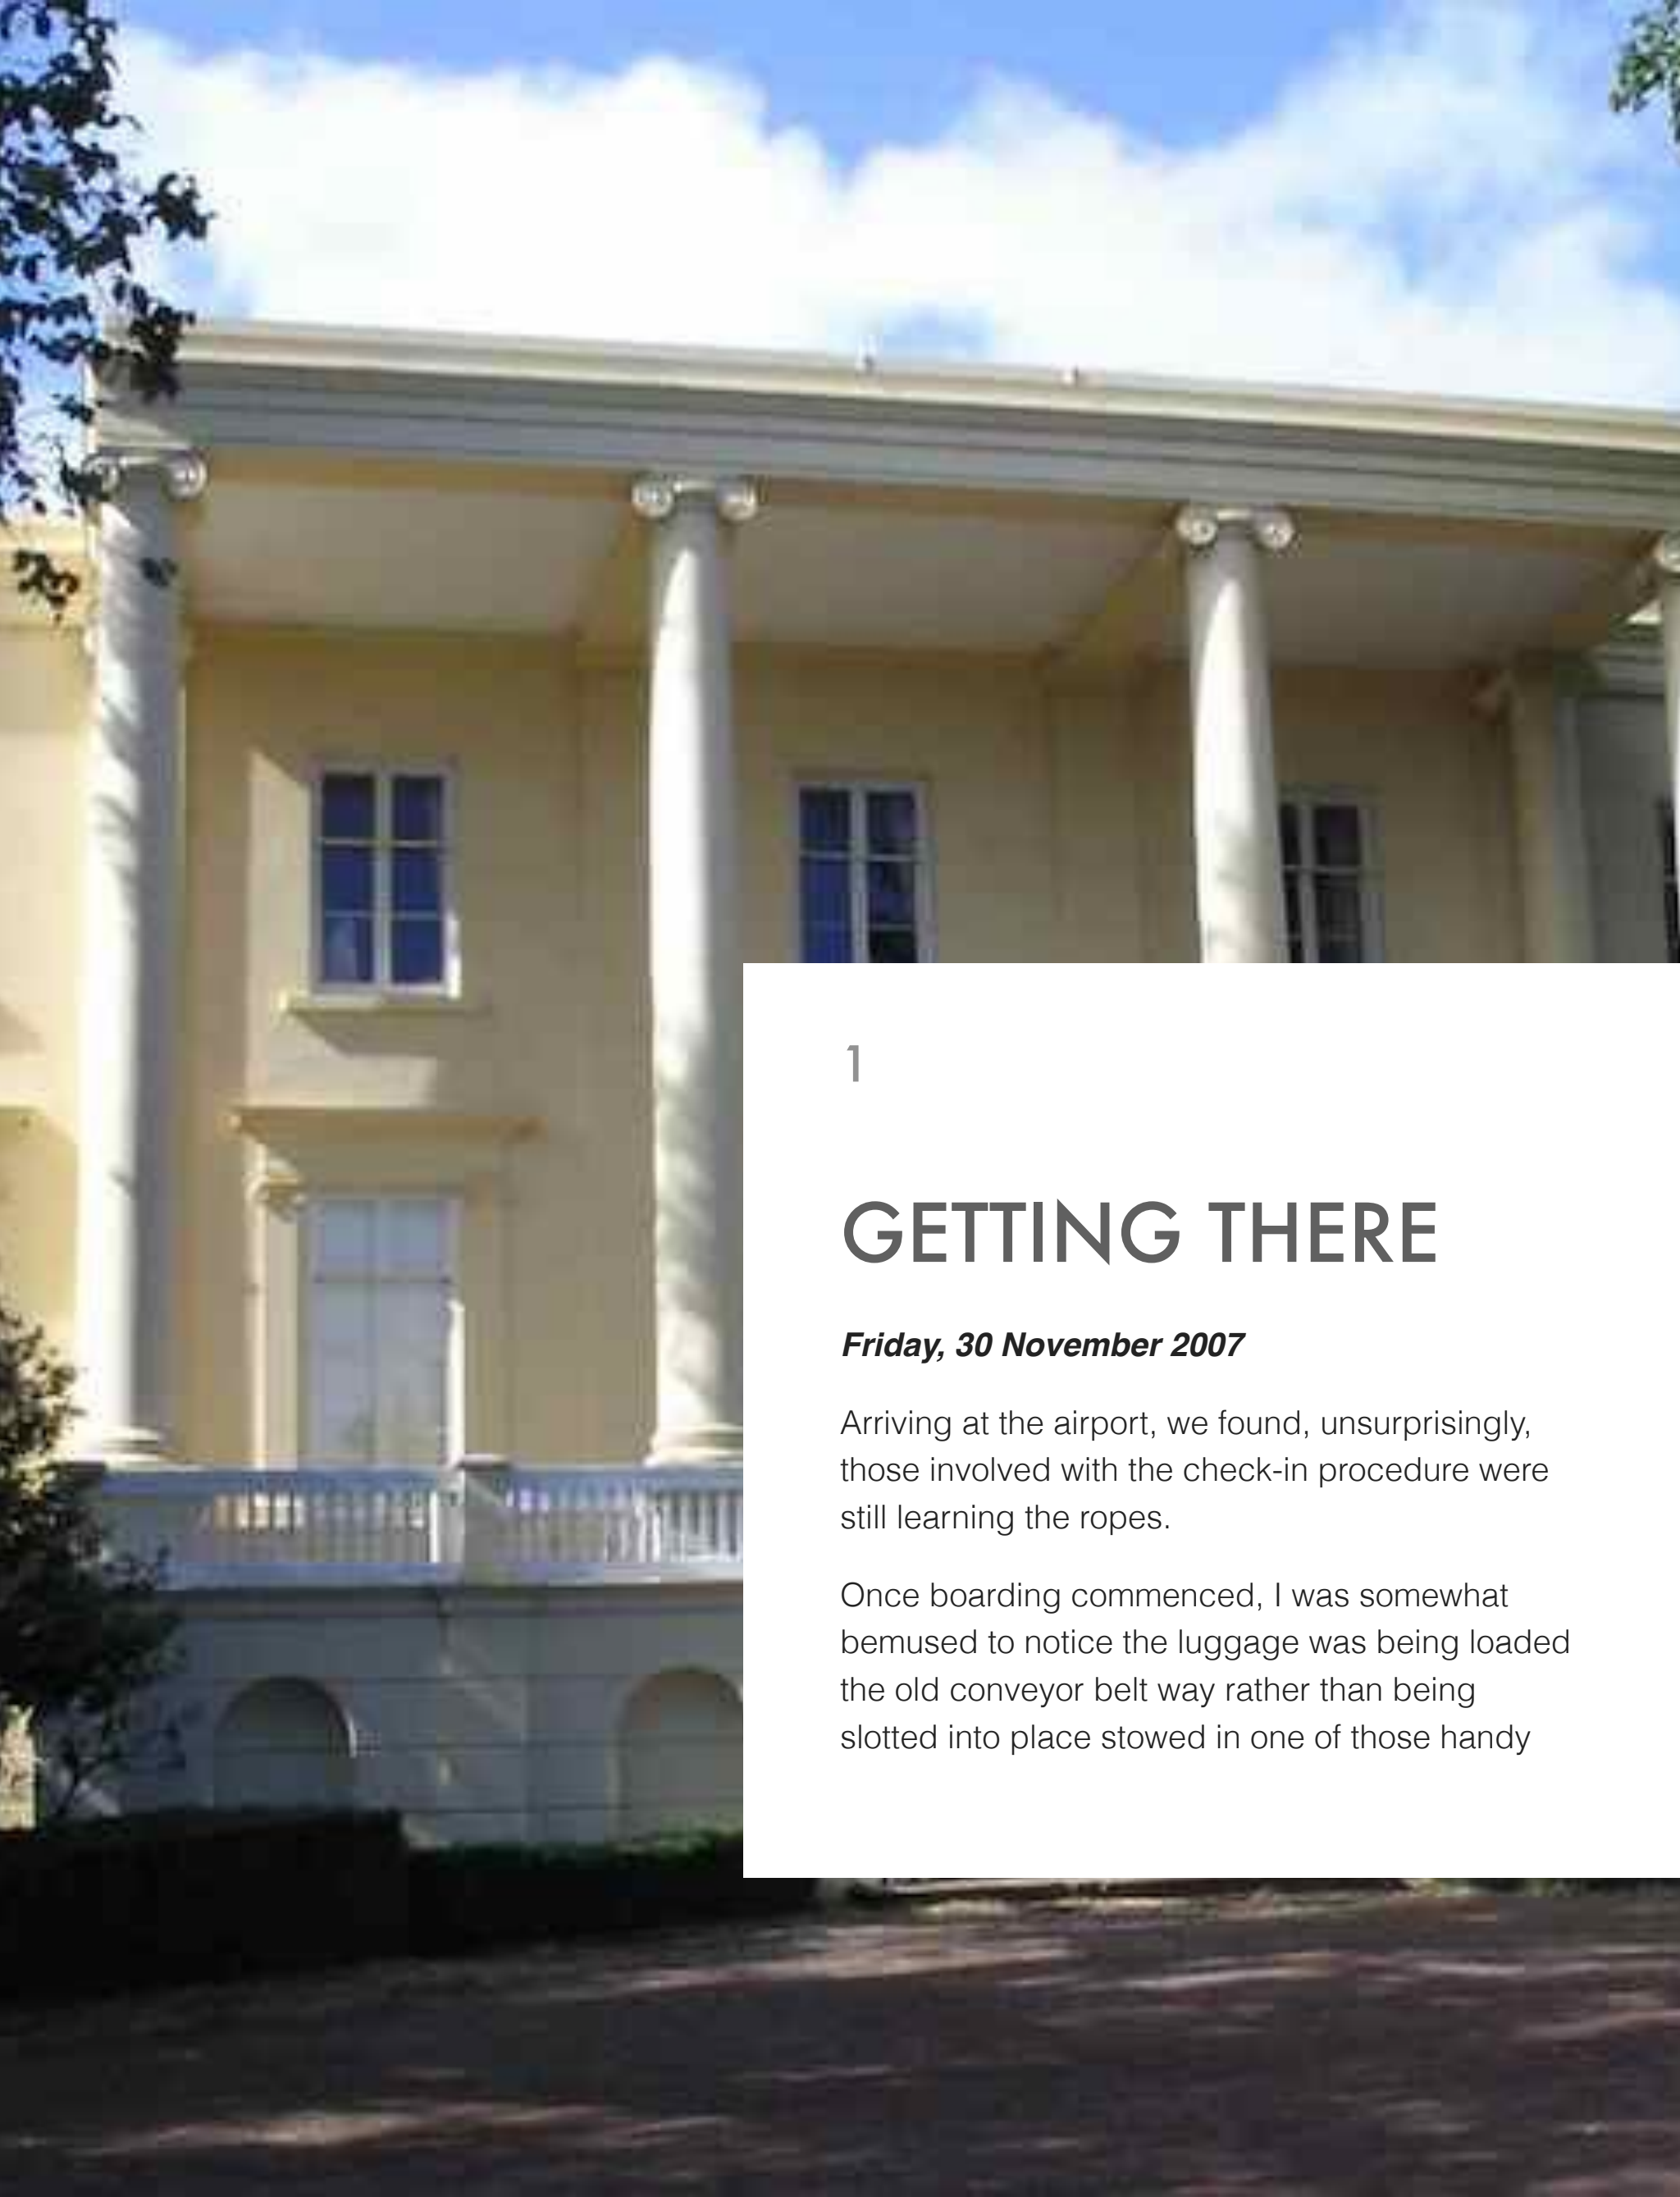 1
GETTING THERE
Friday, 30 November 2007
Arriving at the airport, we found, unsurprisingly,
those involved with the check-in procedure were
still learning the ropes.
Once boarding commenced, I was somewhat
bemused to notice the luggage was being loaded
the old conveyor belt way rather than being
slotted into place stowed in one of those handy